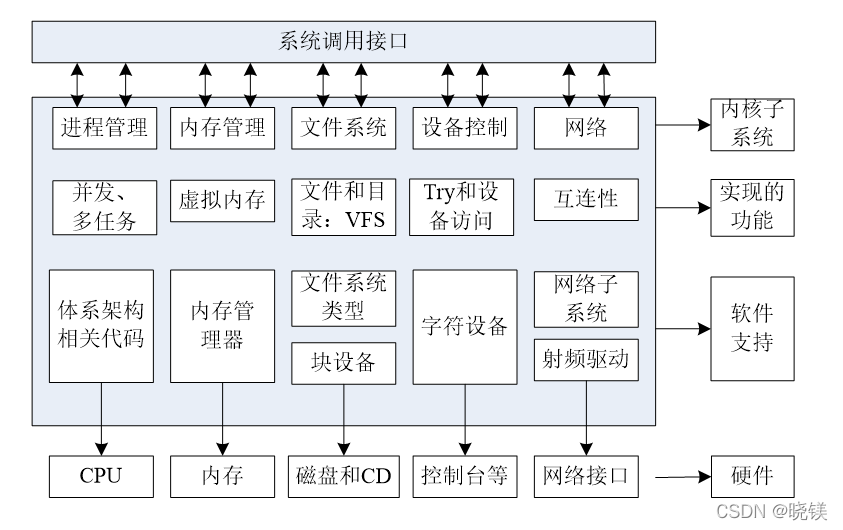 系统调用接口
进程管理
内存管理
文件系统
设备控制
网络
内核子
系统
并发、
多任务
虚拟内存
文件和目
录：VFS
Try和设
备访问
互连性
实现的
功能
体系架构
相关代码
内存管
理器
文件系统
类型
块设备
字符设备
网络子
系统
射频驱动
软件
支持
CPU
内存
磁盘和CD
控制台等
网络接口
硬件
CSDN @晓镁